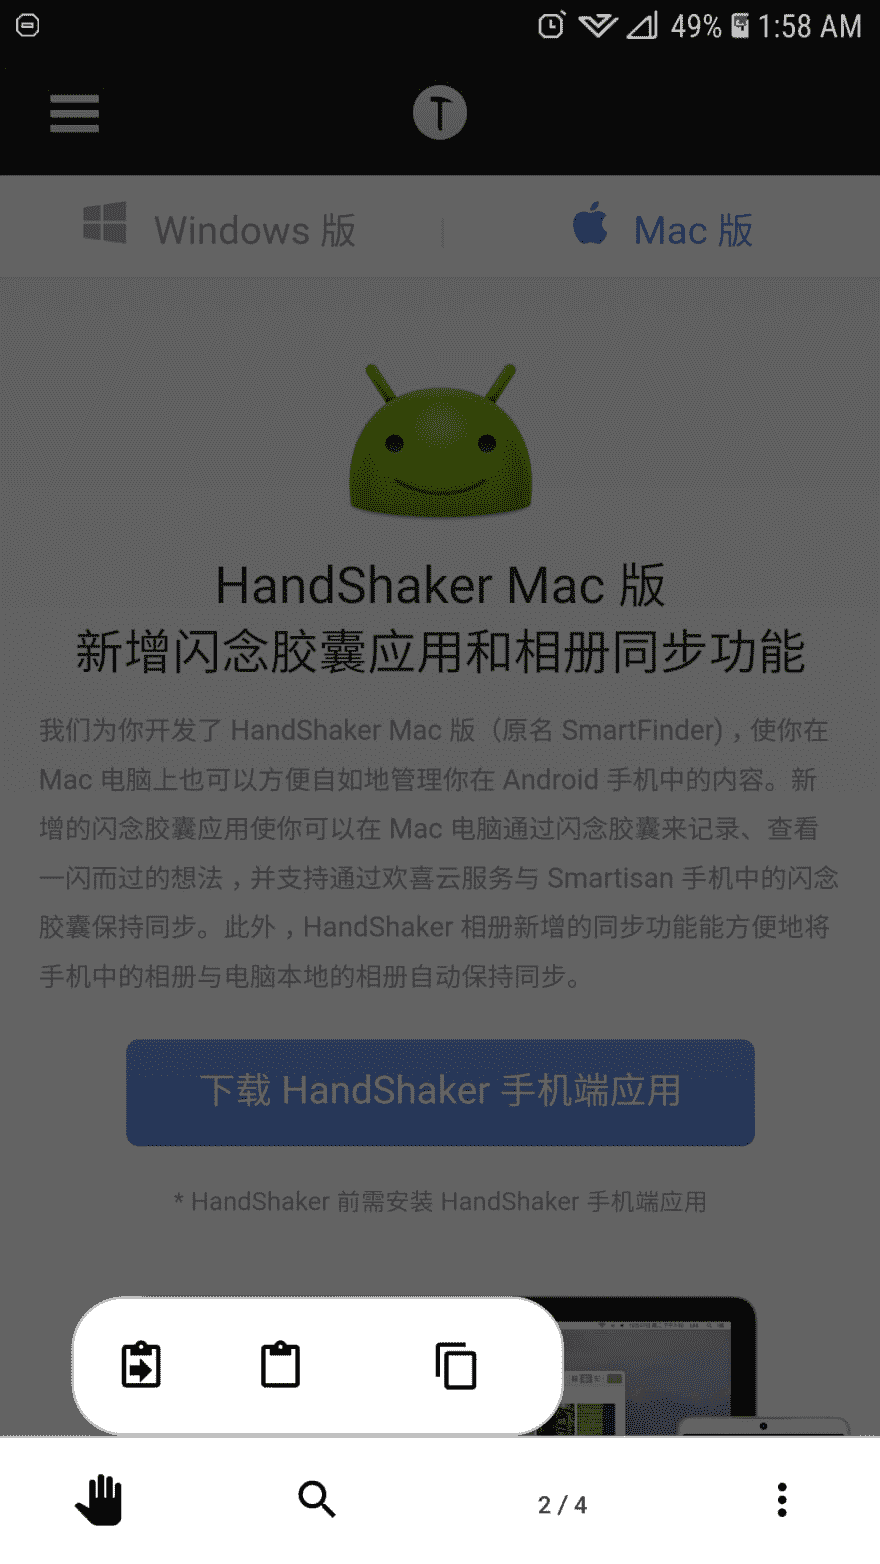 49% 1:58 AM
Windows 版
Mac 版
HandShaker Mac 版
新增闪念胶囊应用和相册同步功能
我们为你开发了 HandShaker Mac 版（原名 SmartFinder)，使你在
Mac 电脑上也可以方便自如地管理你在 Android 手机中的内容。新
增的闪念胶囊应用使你可以在 Mac 电脑通过闪念胶囊来记录、查看
一闪而过的想法，并支持通过欢喜云服务与 Smartisan 手机中的闪念
胶囊保持同步。此外，HandShaker 相册新增的同步功能能方便地将
手机中的相册与电脑本地的相册自动保持同步。
下载 HandShaker 手机端应用
* HandShaker 前需安装 HandShaker 手机端应用
2 / 4